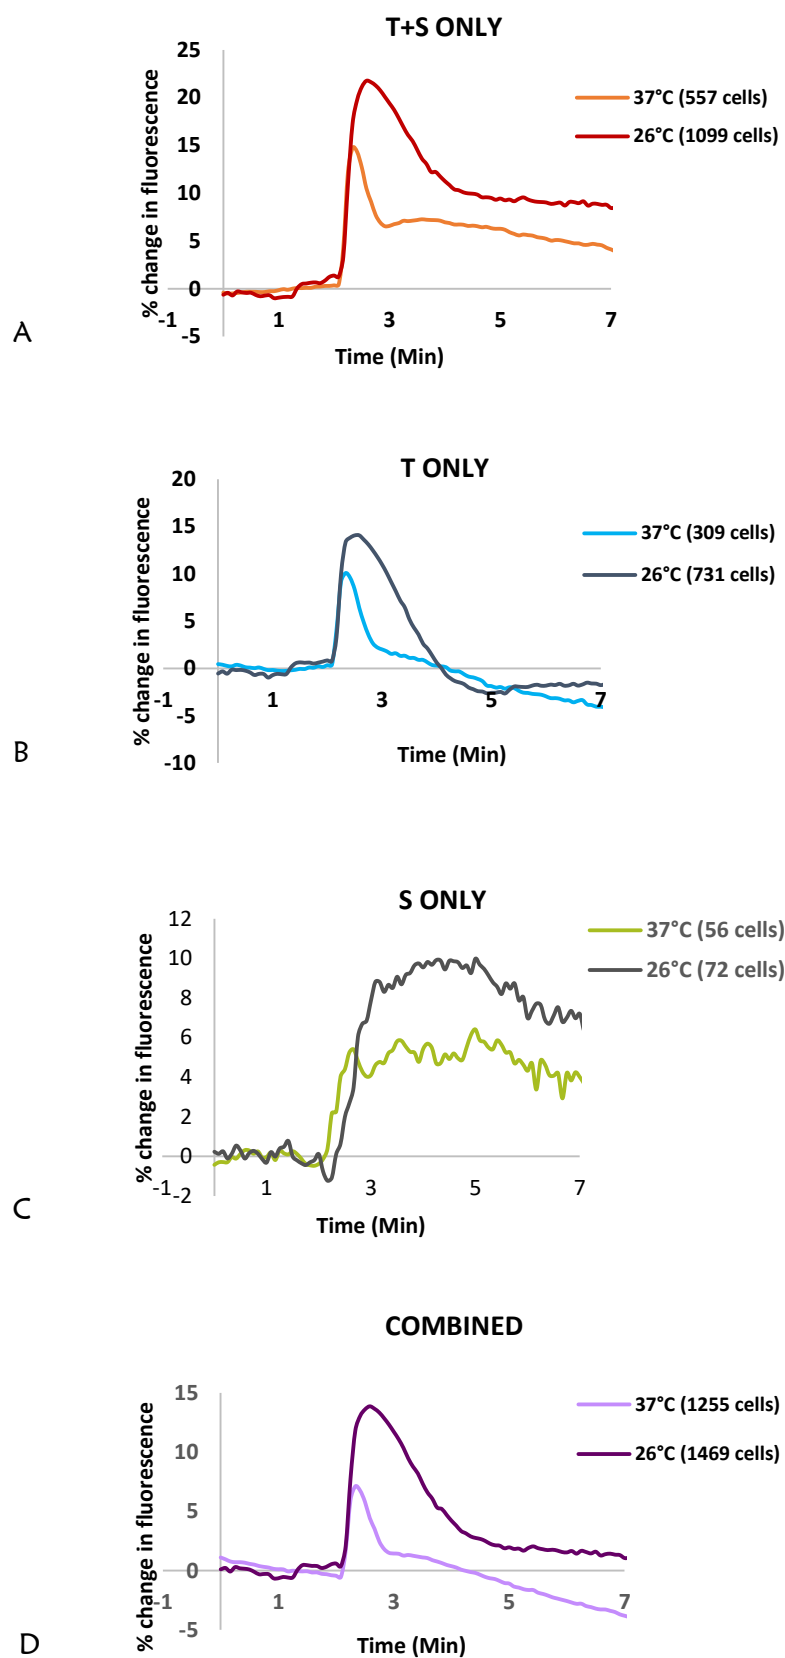 T+S ONLY
25
20
15
10
5
0
-5
-1
1
3
5
7
% change in fluorescence
Time (Min)
37°C (557 cells)
26°C (1099 cells)
A
T ONLY
20
15
10
5
0
-5
-10
-1
1
3
5
7
% change in fluorescence
Time (Min)
37°C (309 cells)
26°C (731 cells)
B
S ONLY
12
10
8
6
4
2
0
-2
-1
1
3
5
7
% change in fluorescence
Time (Min)
37°C (56 cells)
26°C (72 cells)
C
COMBINED
15
10
5
0
-5
-1
1
3
5
7
% change in fluorescence
Time (Min)
37°C (1255 cells)
26°C (1469 cells)
D